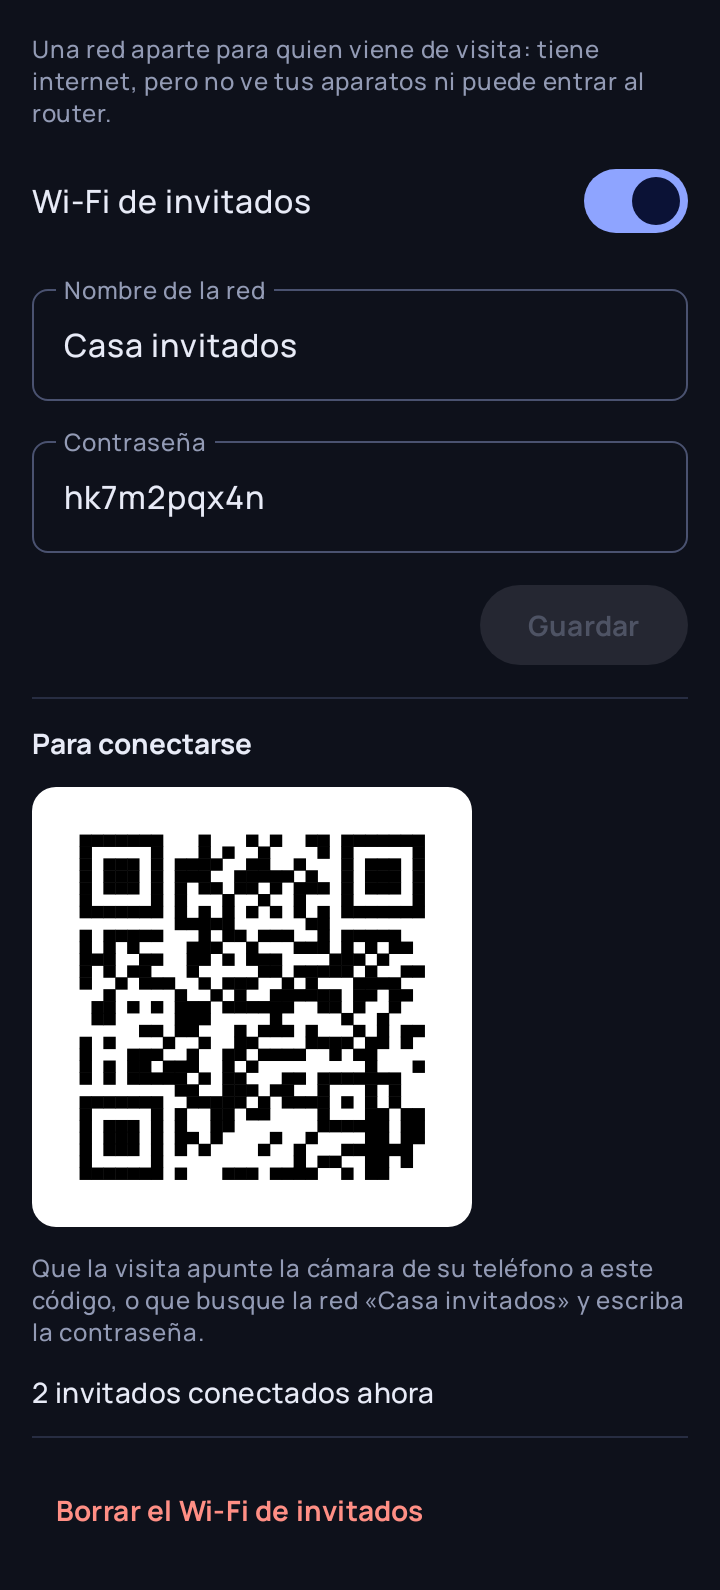 Una red aparte para quien viene de visita: tiene
internet, pero no ve tus aparatos ni puede entrar al
router.
Wi-Fi de invitados
Nombre de la red
Casa invitados
Contraseña
hk7m2pqx4n
Guardar
Para conectarse
Que la visita apunte la cámara de su teléfono a este
código, o que busque la red «Casa invitados» y escriba
la contraseña.
2 invitados conectados ahora
Borrar el Wi-Fi de invitados